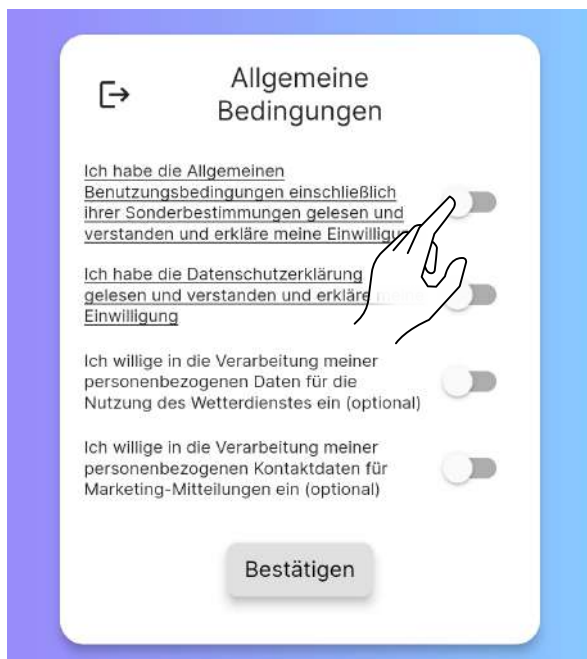 Allgemeine
Bedingungen
Ich habe die Allgemeinen
Benutzungsbedingungen einschließlich
ihrer Sonderbestimmungen gelesen und
verstanden und erkläre meine Einwilligung
Ich habe die Datenschutzerklärung
gelesen und verstanden und erkläre meine
Einwilligung
Ich willige in die Verarbeitung meiner
personenbezogenen Daten für die
Nutzung des Wetterdienstes ein (optional)
Ich willige in die Verarbeitung meiner
personenbezogenen Kontaktdaten für
Marketing-Mitteilungen ein (optional)
Bestätigen